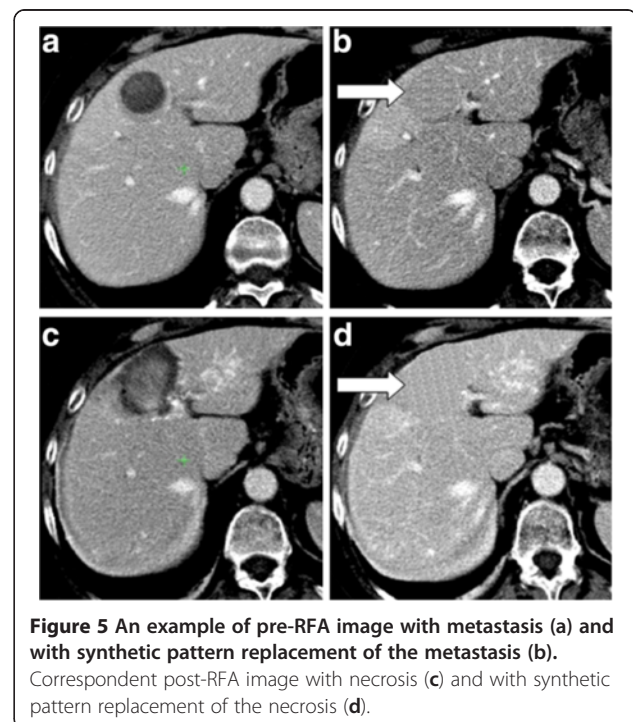 a
b
c
d
Figure 5 An example of pre-RFA image with metastasis (a) and
with synthetic pattern replacement of the metastasis (b).
Correspondent post-RFA image with necrosis (c) and with synthetic
pattern replacement of the necrosis (d).